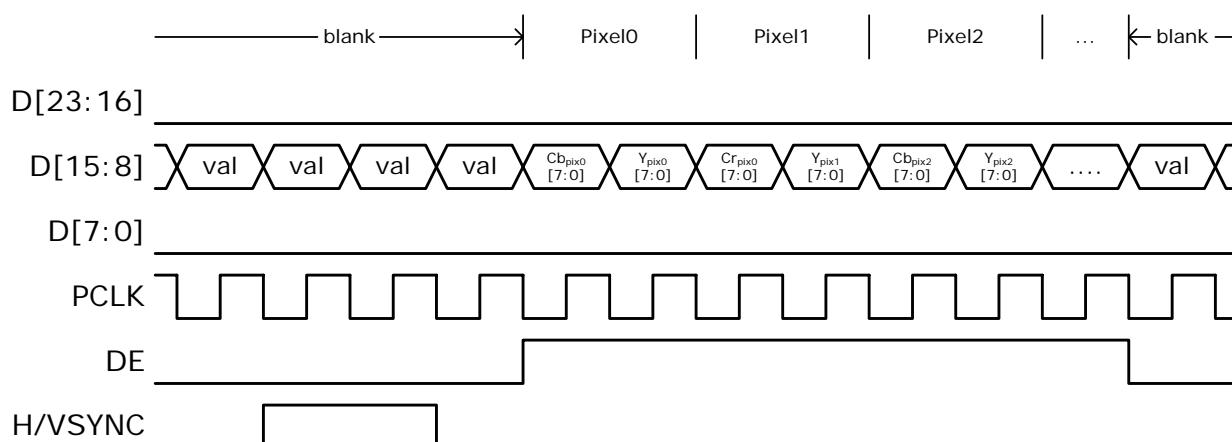 blank Pixel0 Pixel1 Pixel2 ... blank
D[23:16]
D[15:8] val val val val Cbpix0 [7:0] Ypix0 [7:0] Crpix0 [7:0] Ypix1 [7:0] Cbpix2 [7:0] Ypix2 [7:0] .... val
D[7:0]
PCLK
DE
H/VSYNC